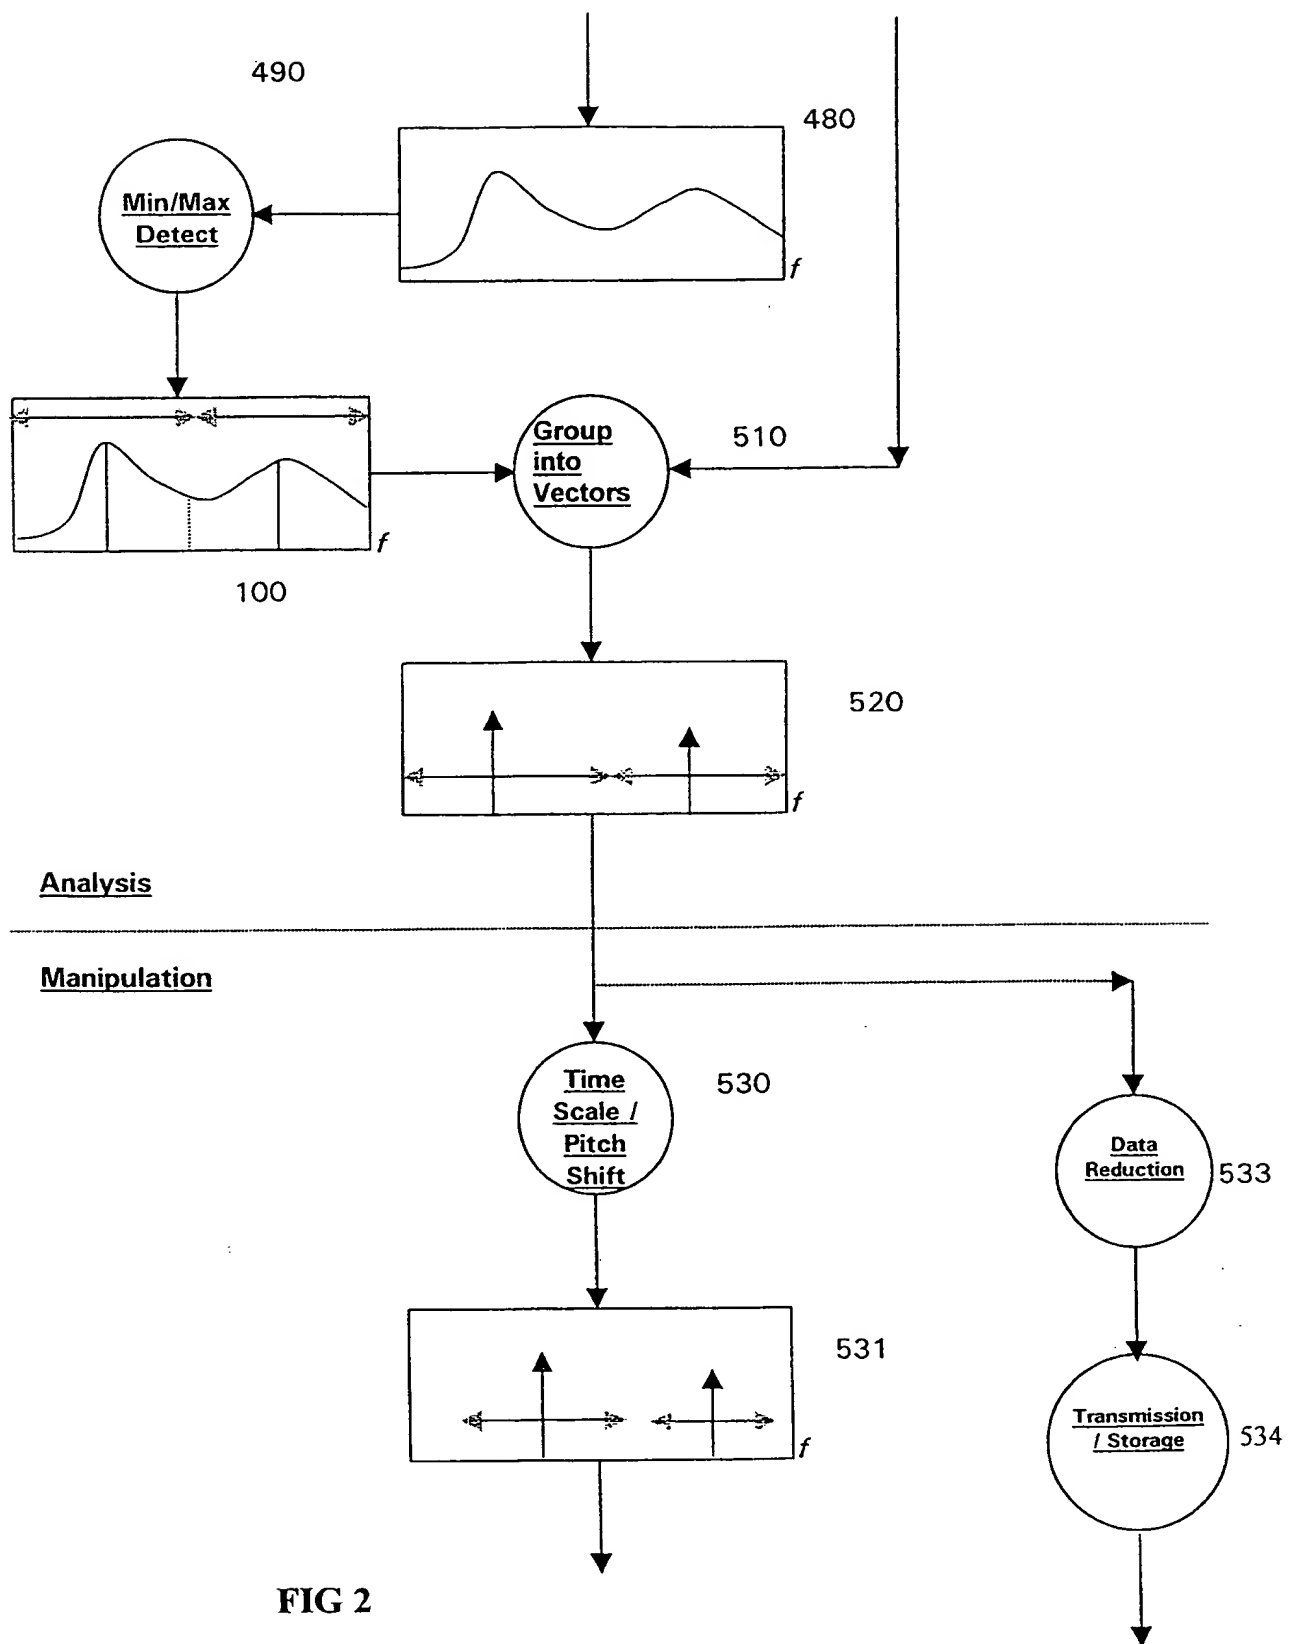 490
480
Min/Max
Detect
f
Group
into
Vectors
510
f
100
520
f
Analysis
Manipulation
Time
Scale /
Pitch
Shift
530
Data
Reduction
533
531
f
Transmission
/ Storage
534
FIG 2